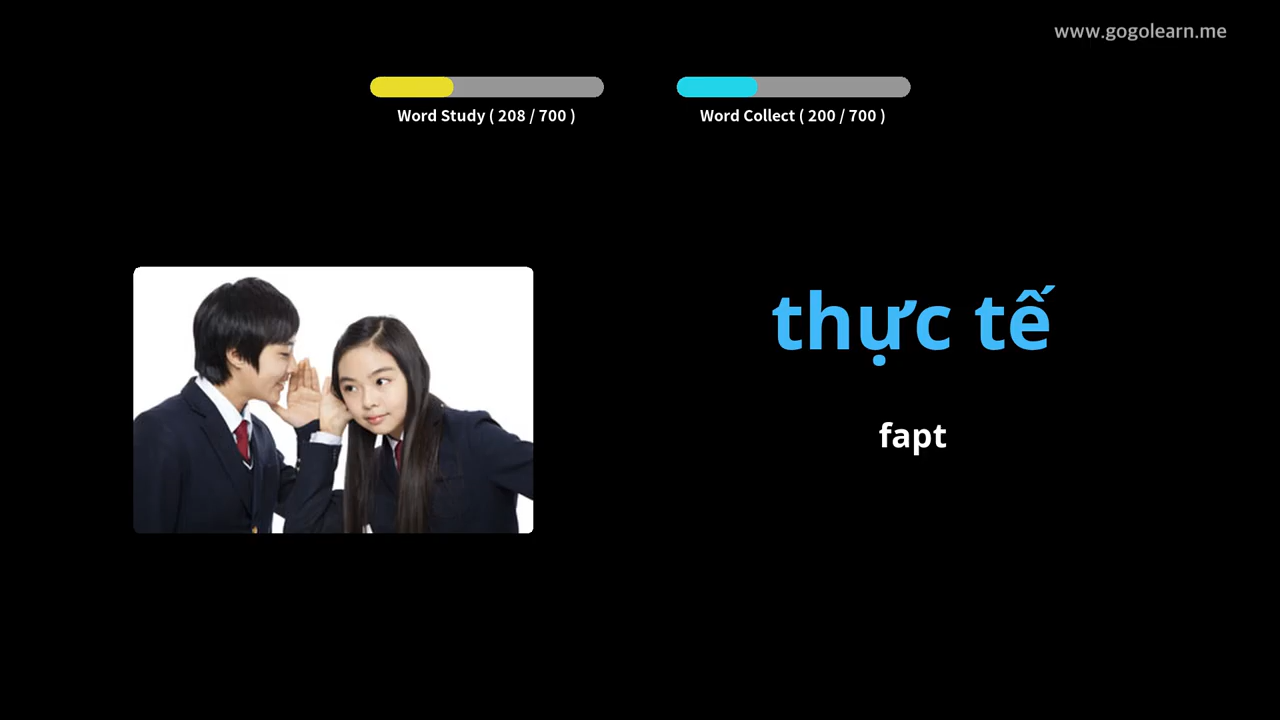 www.gogolearn.me
Word Study ( 208 / 700 )
Word Collect ( 200 / 700 )
thực tế
fapt